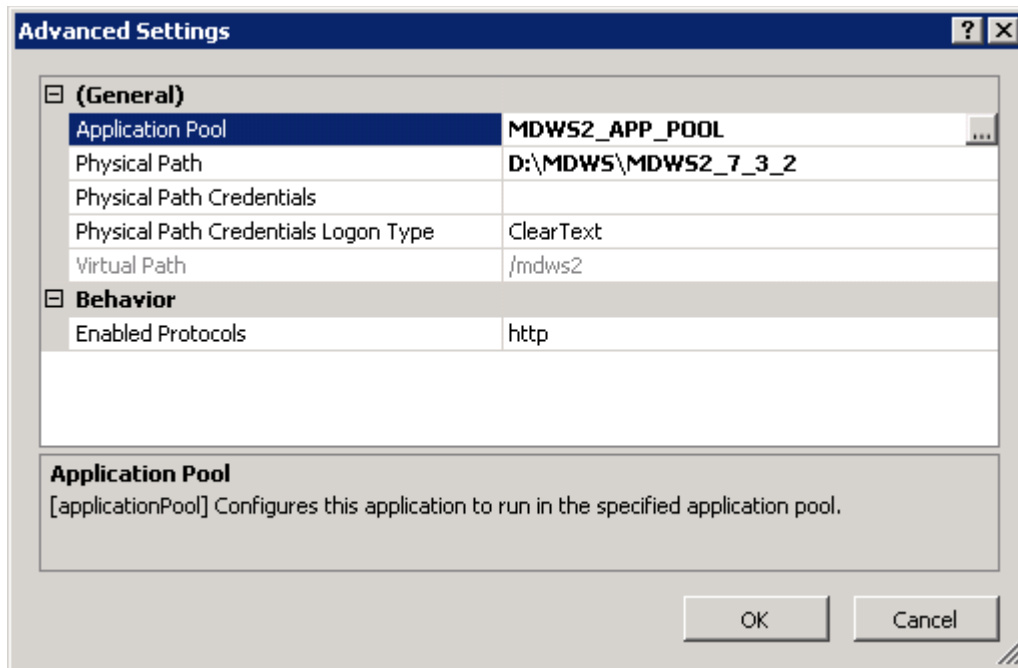 Advanced Settings
(General)
Application Pool MDWS2_APP_POOL ...
Physical Path D:\MDWS\MDWS2_7_3_2
Physical Path Credentials
Physical Path Credentials Logon Type ClearText
Virtual Path /mdws2
Behavior
Enabled Protocols http
Application Pool
[applicationPool] Configures this application to run in the specified application pool.
OK Cancel